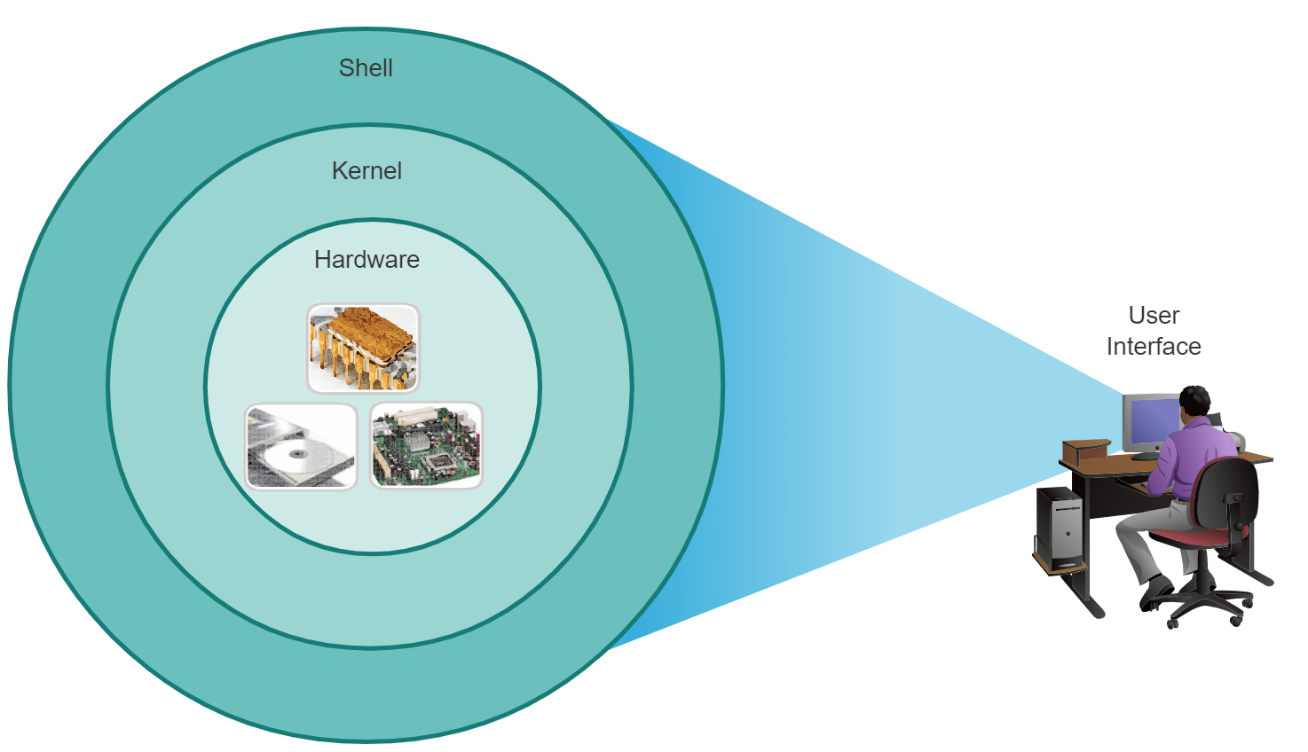 Shell
Kernel
Hardware
User
Interface